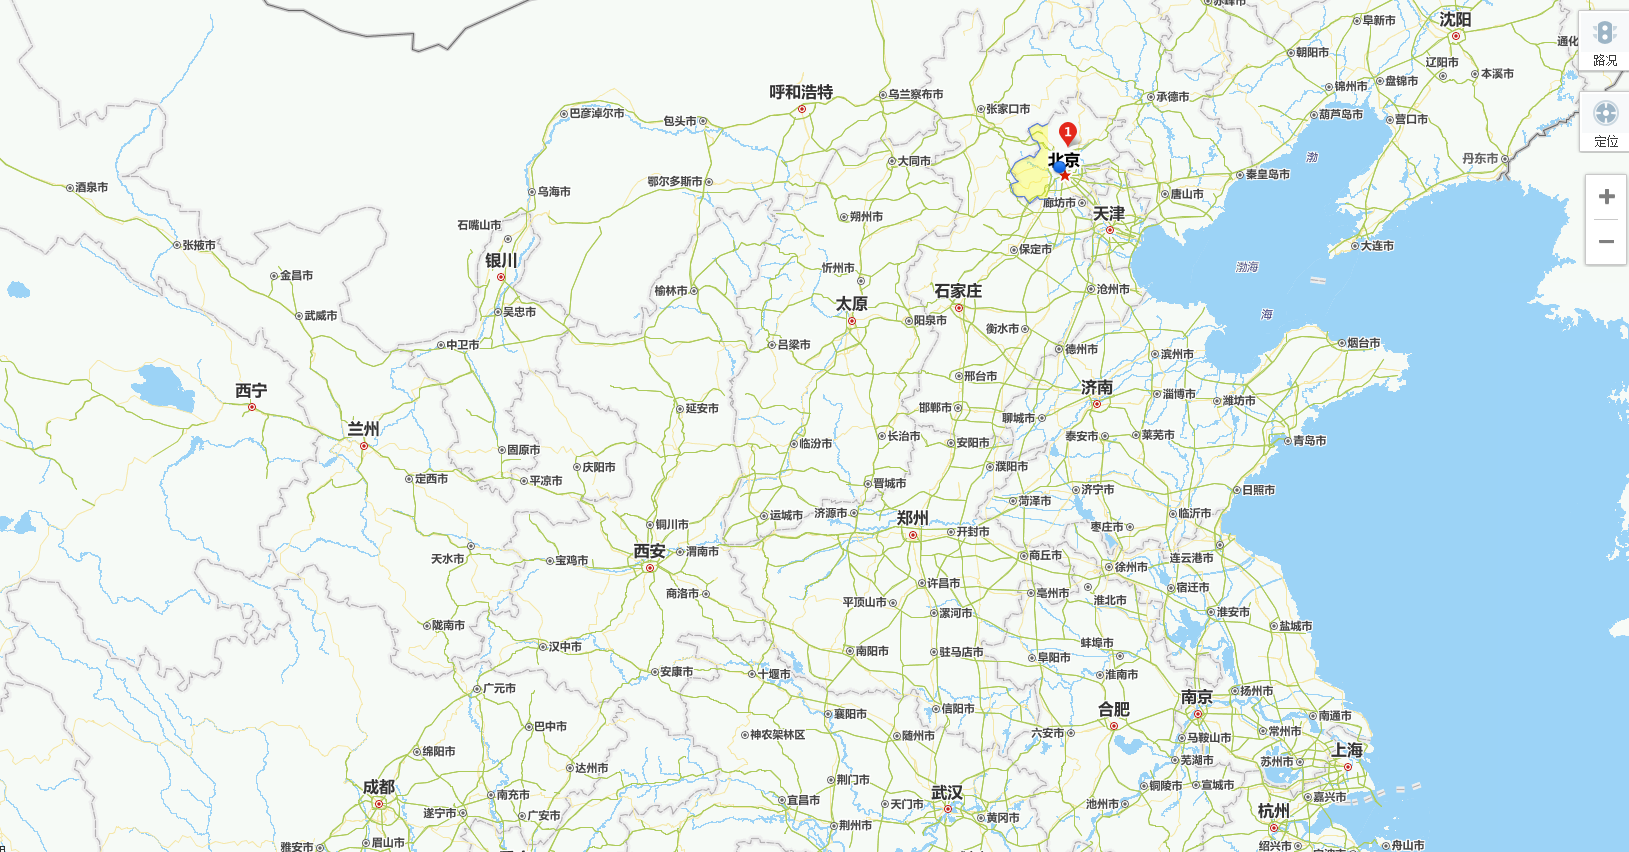 赤峰市
沈阳
阜新市
通化
朝阳市
路况
辽阳市
本溪市
盘锦市
锦州市
呼和浩特
乌兰察布市
承德市
张家口市
巴彦淖尔市
包头市
葫芦岛市
营口市
1
定位
渤
北京
大同市
丹东市
秦皇岛市
鄂尔多斯市
酒泉市
乌海市
唐山市
廊坊市
天津
朔州市
石嘴山市
张掖市
大连市
保定市
银川
渤海
忻州市
金昌市
沧州市
榆林市
石家庄
太原
吴忠市
武威市
海
阳泉市
衡水市
烟台市
中卫市
吕梁市
德州市
滨州市
邢台市
济南
西宁
淄博市
潍坊市
延安市
邯郸市
聊城市
兰州
长治市
泰安市
莱芜市
青岛市
临汾市
安阳市
固原市
庆阳市
濮阳市
定西市
平凉市
晋城市
济宁市
日照市
菏泽市
运城市
济源市
郑州
临沂市
铜川市
枣庄市
开封市
西安
渭南市
商丘市
天水市
宝鸡市
连云港市
徐州市
许昌市
宿迁市
商洛市
亳州市
平顶山市
淮北市
漯河市
淮安市
陇南市
盐城市
汉中市
蚌埠市
南阳市
驻马店市
阜阳市
安康市
十堰市
淮南市
广元市
南京
扬州市
合肥
信阳市
襄阳市
南通市
巴中市
神农架林区
随州市
六安市
常州市
马鞍山市
绵阳市
上海
芜湖市
苏州市
达州市
荆门市
成都
铜陵市
宣城市
武汉
南充市
宜昌市
天门市
池州市
嘉兴市
遂宁市
广安市
杭州
黄冈市
荆州市
眉山市
雅安市
绍兴市
舟山市